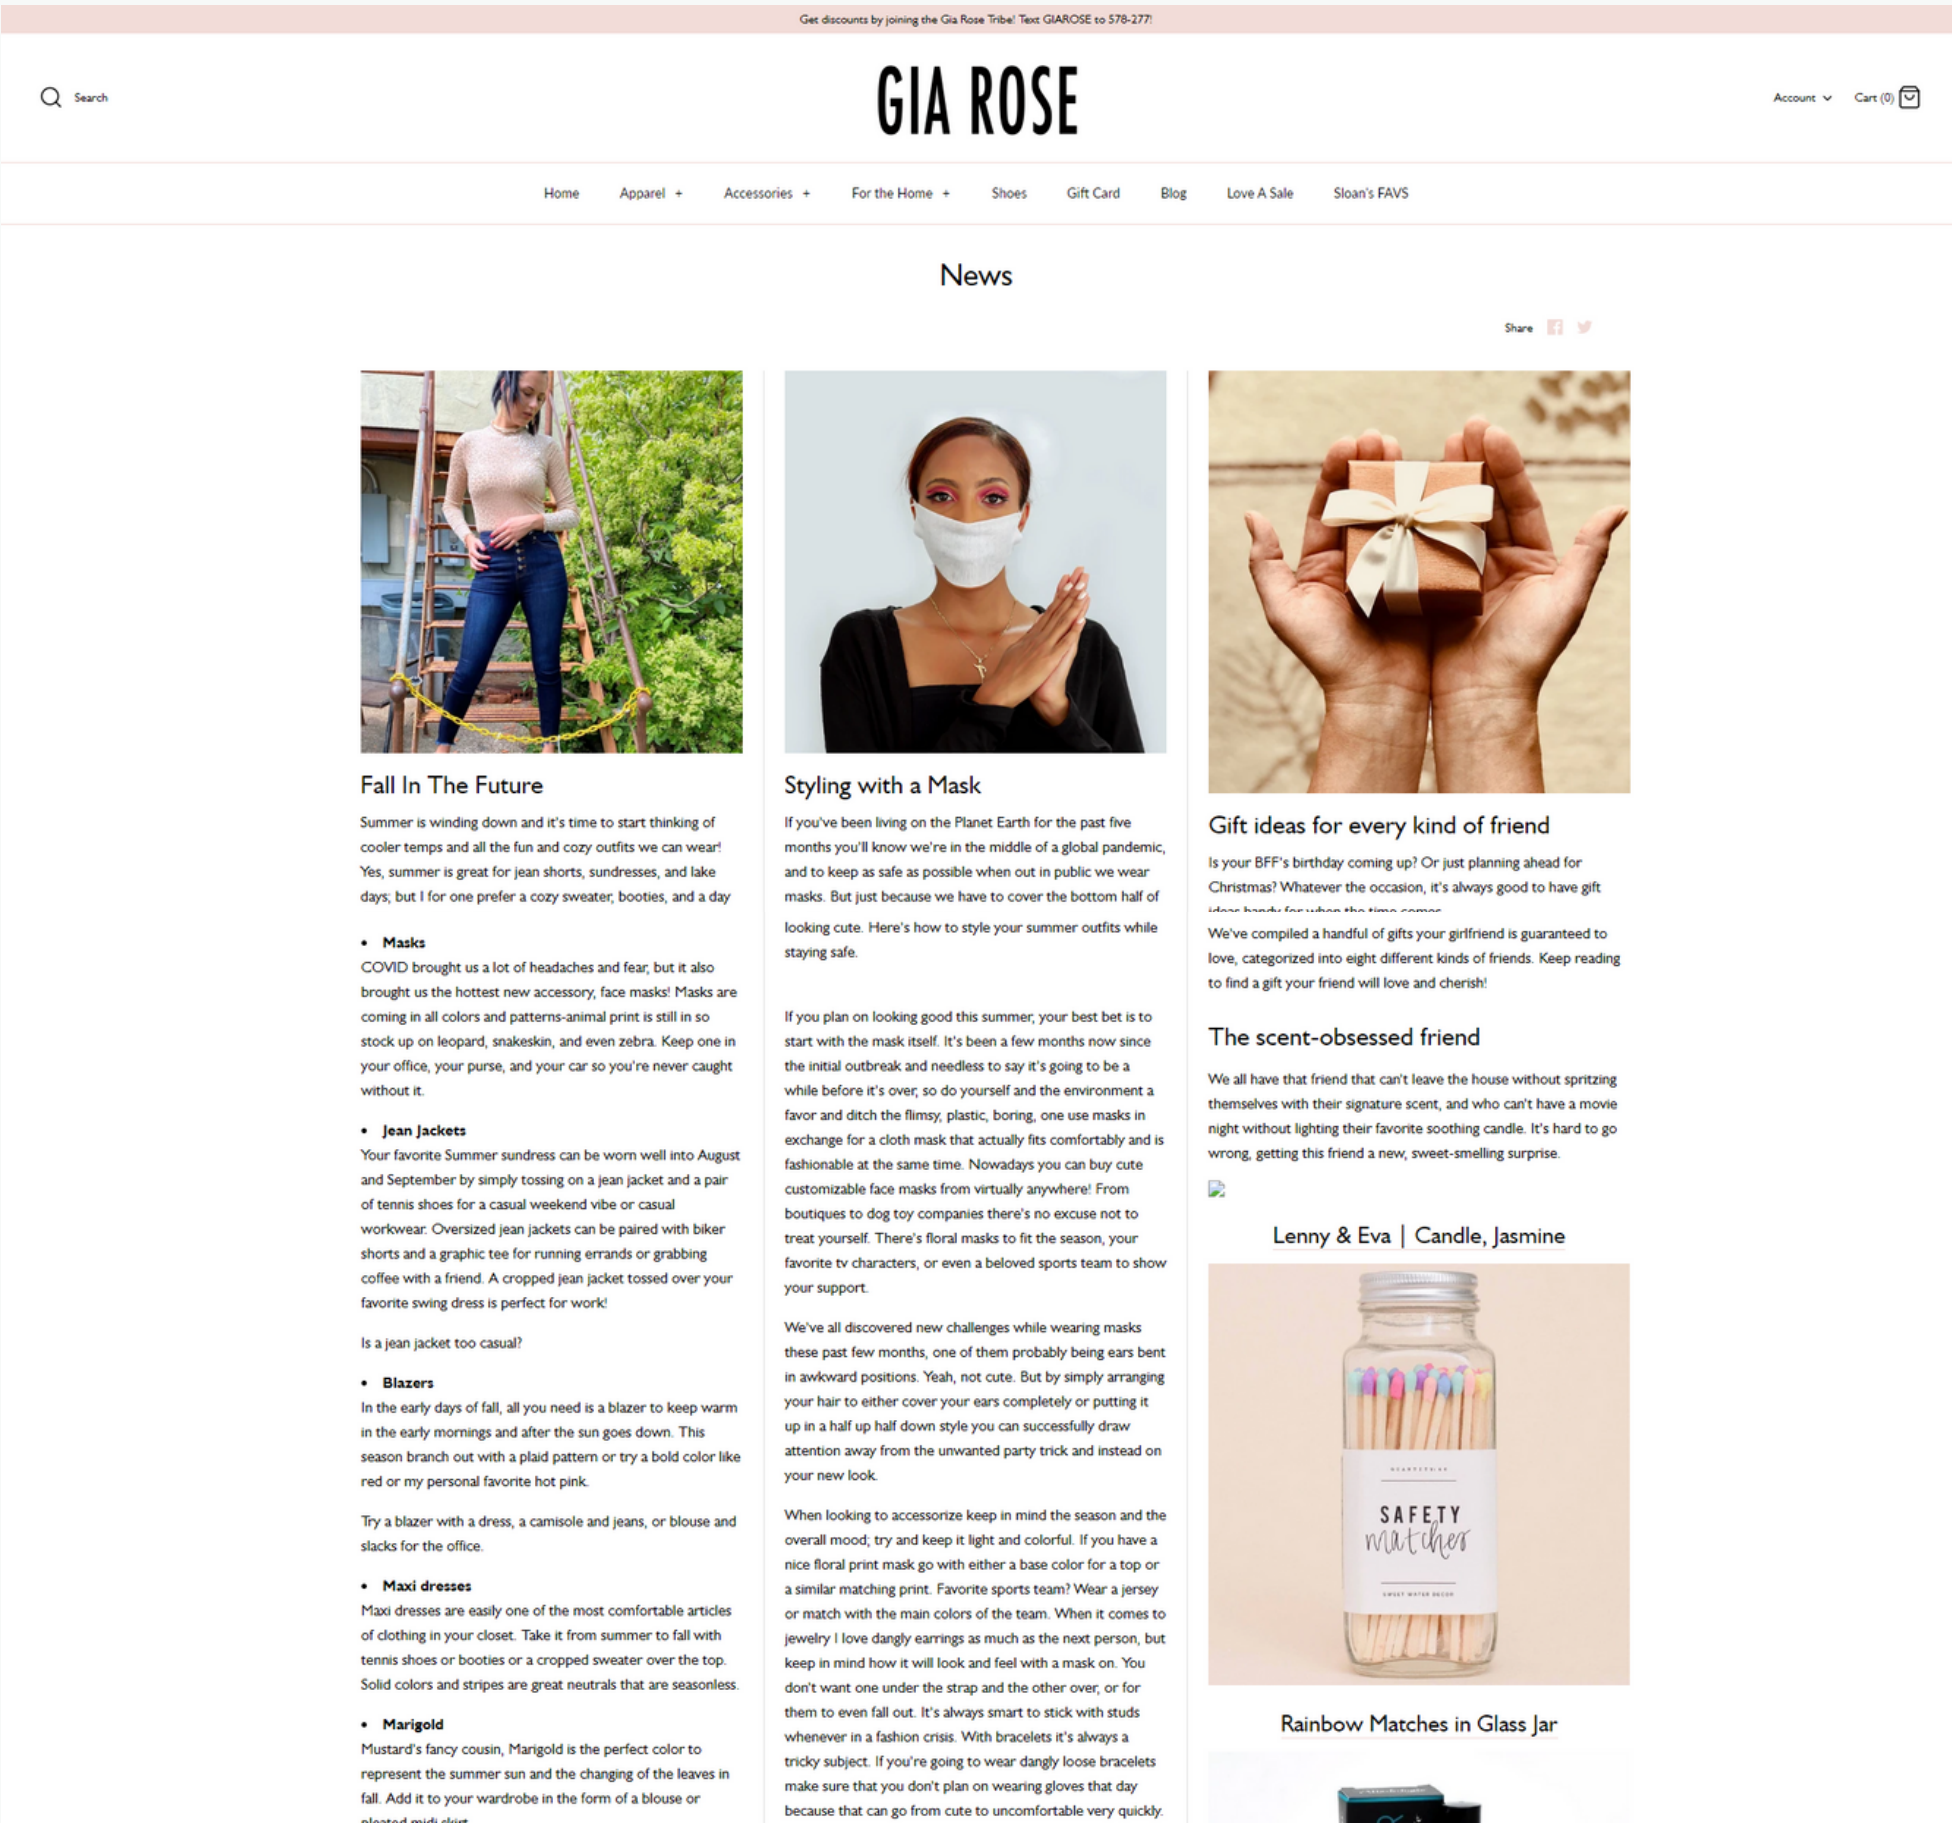 Get discounts by joining the Gia Rose Tribe! Text GIAROSE to 578-277!
Search
GIA ROSE
Account
Cart (0)
Home
Apparel +
Accessories +
For the Home +
Shoes
Gift Card
Blog
Love A Sale
Sloan's FAVS
News
Share
Fall In The Future
Summer is winding down and it's time to start thinking of
cooler temps and all the fun and cozy outfits we can wear!
Yes, summer is great for jean shorts, sundresses, and lake
days; but I for one prefer a cozy sweater, booties, and a day
• Masks
COVID brought us a lot of headaches and fear, but it also
brought us the hottest new accessory, face masks! Masks are
coming in all colors and patterns-animal print is still in so
stock up on leopard, snakeskin, and even zebra. Keep one in
your office, your purse, and your car so you're never caught
without it.
• Jean Jackets
Your favorite Summer sundress can be worn well into August
and September by simply tossing on a jean jacket and a pair
of tennis shoes for a casual weekend vibe or casual
workwear. Oversized jean jackets can be paired with biker
shorts and a graphic tee for running errands or grabbing
coffee with a friend. A cropped jean jacket tossed over your
favorite swing dress is perfect for work!
Is a jean jacket too casual?
• Blazers
In the early days of fall, all you need is a blazer to keep warm
in the early mornings and after the sun goes down. This
season branch out with a plaid pattern or try a bold color like
red or my personal favorite hot pink.
Try a blazer with a dress, a camisole and jeans, or blouse and
slacks for the office.
• Maxi dresses
Maxi dresses are easily one of the most comfortable articles
of clothing in your closet. Take it from summer to fall with
tennis shoes or booties or a cropped sweater over the top.
Solid colors and stripes are great neutrals that are seasonless.
• Marigold
Mustard's fancy cousin, Marigold is the perfect color to
represent the summer sun and the changing of the leaves in
fall. Add it to your wardrobe in the form of a blouse or
pleated midi skirt
Styling with a Mask
If you've been living on the Planet Earth for the past five
months you'll know we're in the middle of a global pandemic,
and to keep as safe as possible when out in public we wear
masks. But just because we have to cover the bottom half of
looking cute. Here's how to style your summer outfits while
staying safe.
If you plan on looking good this summer, your best bet is to
start with the mask itself. It's been a few months now since
the initial outbreak and needless to say it's going to be a
while before it's over, so do yourself and the environment a
favor and ditch the flimsy, plastic, boring, one use masks in
exchange for a cloth mask that actually fits comfortably and is
fashionable at the same time. Nowadays you can buy cute
customizable face masks from virtually anywhere! From
boutiques to dog toy companies there's no excuse not to
treat yourself. There's floral masks to fit the season, your
favorite tv characters, or even a beloved sports team to show
your support.
We've all discovered new challenges while wearing masks
these past few months, one of them probably being ears bent
in awkward positions. Yeah, not cute. But by simply arranging
your hair to either cover your ears completely or putting it
up in a half up half down style you can successfully draw
attention away from the unwanted party trick and instead on
your new look.
When looking to accessorize keep in mind the season and the
overall mood; try and keep it light and colorful. If you have a
nice floral print mask go with either a base color for a top or
a similar matching print. Favorite sports team? Wear a jersey
or match with the main colors of the team. When it comes to
jewelry I love dangly earrings as much as the next person, but
keep in mind how it will look and feel with a mask on. You
don't want one under the strap and the other over, or for
them to even fall out. It's always smart to stick with studs
whenever in a fashion crisis. With bracelets it's always a
tricky subject. If you're going to wear dangly loose bracelets
make sure that you don't plan on wearing gloves that day
because that can go from cute to uncomfortable very quickly.
Gift ideas for every kind of friend
Is your BFF's birthday coming up? Or just planning ahead for
Christmas? Whatever the occasion, it's always good to have gift
ideas handy for when the time comes
We've compiled a handful of gifts your girlfriend is guaranteed to
love, categorized into eight different kinds of friends. Keep reading
to find a gift your friend will love and cherish!
The scent-obsessed friend
We all have that friend that can't leave the house without spritzing
themselves with their signature scent, and who can't have a movie
night without lighting their favorite soothing candle. It's hard to go
wrong, getting this friend a new, sweet-smelling surprise.
Lenny & Eva | Candle, Jasmine
SAFETY
matches
SWEET WATER DECOR
Rainbow Matches in Glass Jar